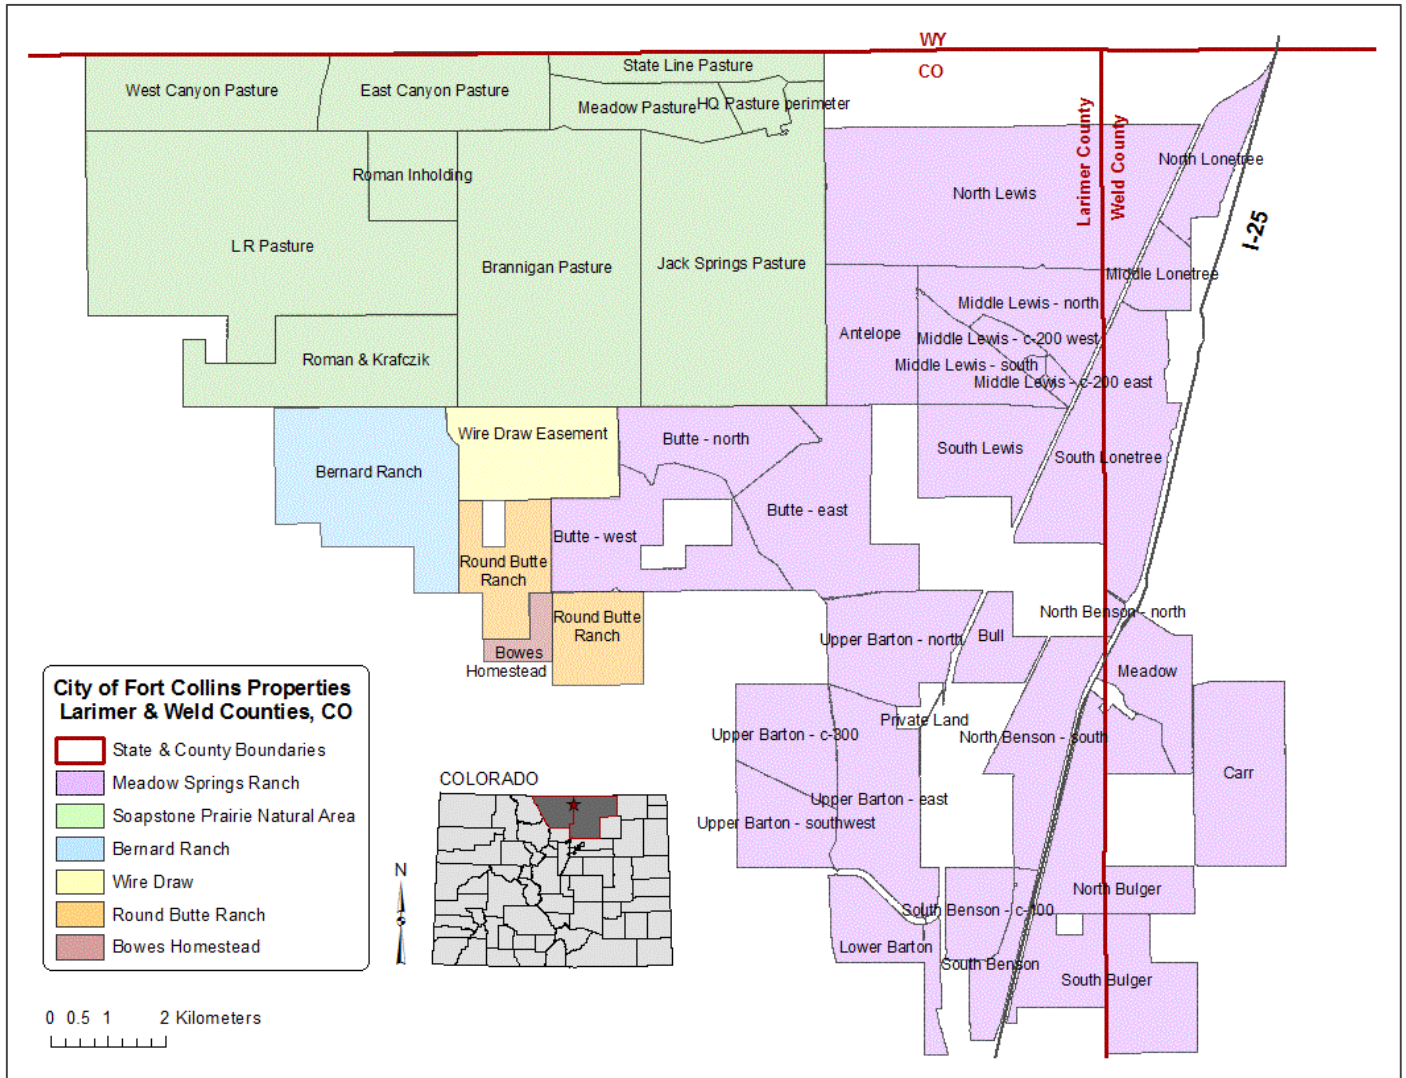 WY
CO
State Line Pasture
West Canyon Pasture
East Canyon Pasture
Meadow Pasture
HQ Pasture perimeter
Larimer County
Weld County
North Lonetree
Roman Inholding
North Lewis
I-25
L R Pasture
Brannigan Pasture
Jack Springs Pasture
Middle Lonetree
Middle Lewis - north
Antelope
Middle Lewis - c-200 west
Roman & Krafczik
Middle Lewis - south
Middle Lewis - c-200 east
Wire Draw Easement
Butte - north
Bernard Ranch
South Lewis
South Lonetree
Butte - east
Butte - west
Round Butte
Ranch
North Benson - north
Round Butte
Ranch
Upper Barton - north
Bull
Bowes
Homestead
Meadow
Private Land
Upper Barton - c-300
North Benson - south
Carr
Upper Barton - east
Upper Barton - southwest
North Bulger
South Benson - c-100
Lower Barton
South Benson
South Bulger
City of Fort Collins Properties
Larimer & Weld Counties, CO
State & County Boundaries
Meadow Springs Ranch
Soapstone Prairie Natural Area
Bernard Ranch
Wire Draw
Round Butte Ranch
Bowes Homestead
COLORADO
N
0 0.5 1 2 Kilometers